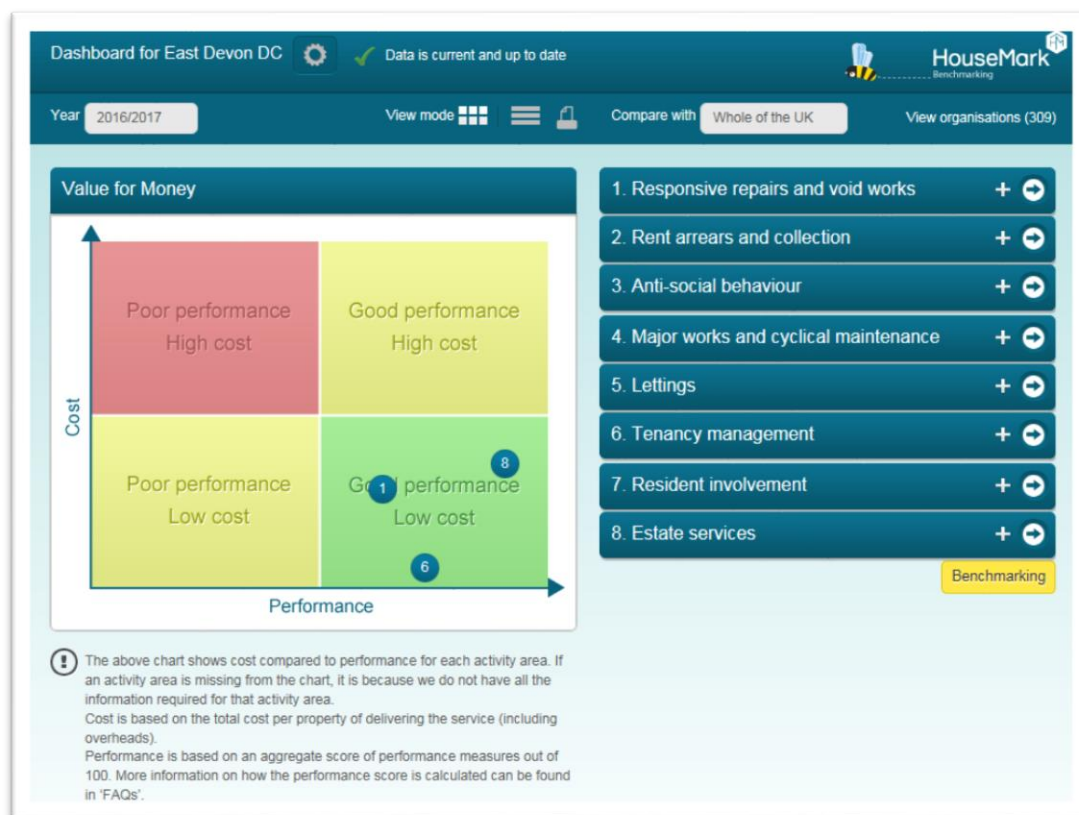 Dashboard for East Devon DC
Data is current and up to date
HouseMark
Benchmarking
Year
2016/2017
View mode
Compare with
Whole of the UK
View organisations (309)
Value for Money
Poor performance
High cost
Good performance
High cost
Poor performance
Low cost
Good performance
Low cost
8
1
6
Cost
Performance
1. Responsive repairs and void works
2. Rent arrears and collection
3. Anti-social behaviour
4. Major works and cyclical maintenance
5. Lettings
6. Tenancy management
7. Resident involvement
8. Estate services
Benchmarking
The above chart shows cost compared to performance for each activity area. If
an activity area is missing from the chart, it is because we do not have all the
information required for that activity area.
Cost is based on the total cost per property of delivering the service (including
overheads).
Performance is based on an aggregate score of performance measures out of
100. More information on how the performance score is calculated can be found
in 'FAQs'.